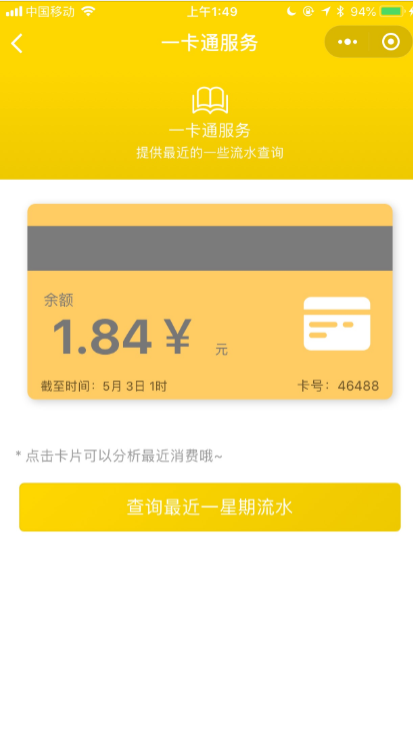 中国移动 上午1:49 94%
一卡通服务
一卡通服务
提供最近的一些流水查询
余额
1.84¥ 元
截至时间：5月 3日 1时 卡号：46488
* 点击卡片可以分析最近消费哦~
查询最近一星期流水